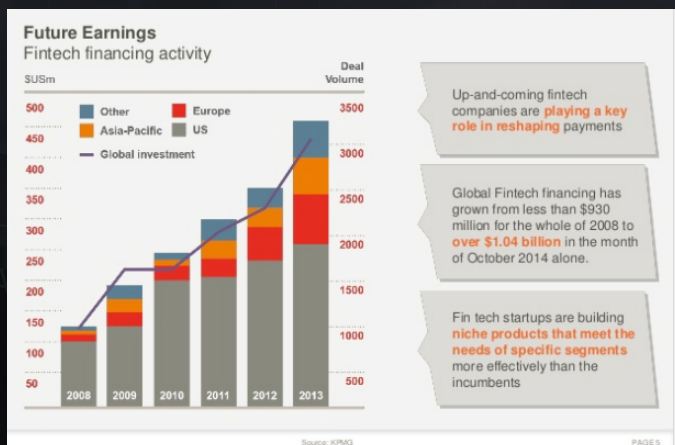 Future Earnings
Fintech financing activity
$USm
Deal
Volume
500
450
400
350
300
250
200
150
100
50
Other
Europe
Asia-Pacific
US
Global investment
3500
3000
2500
2000
1500
1000
500
2008
2009
2010
2011
2012
2013
Up-and-coming fintech
companies are playing a key
role in reshaping payments
Global Fintech financing has
grown from less than $930
million for the whole of 2008 to
over $1.04 billion in the month
of October 2014 alone.
Fin tech startups are building
niche products that meet the
needs of specific segments
more effectively than the
incumbents
Source: KPMG
PAGE 5